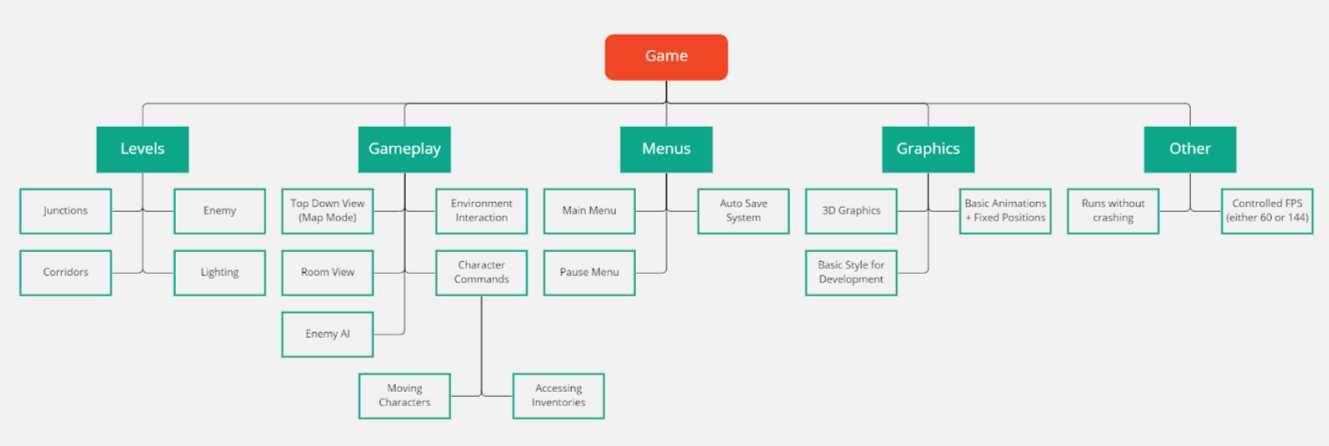 Game
Levels
Gameplay
Menus
Graphics
Other
Junctions
Enemy
Top Down View
(Map Mode)
Environment
Interaction
Main Menu
Auto Save
System
3D Graphics
Basic Animations
+ Fixed Positions
Runs without
crashing
Controlled FPS
(either 60 or 144)
Corridors
Lighting
Room View
Character
Commands
Pause Menu
Basic Style for
Development
Enemy AI
Moving
Characters
Accessing
Inventories